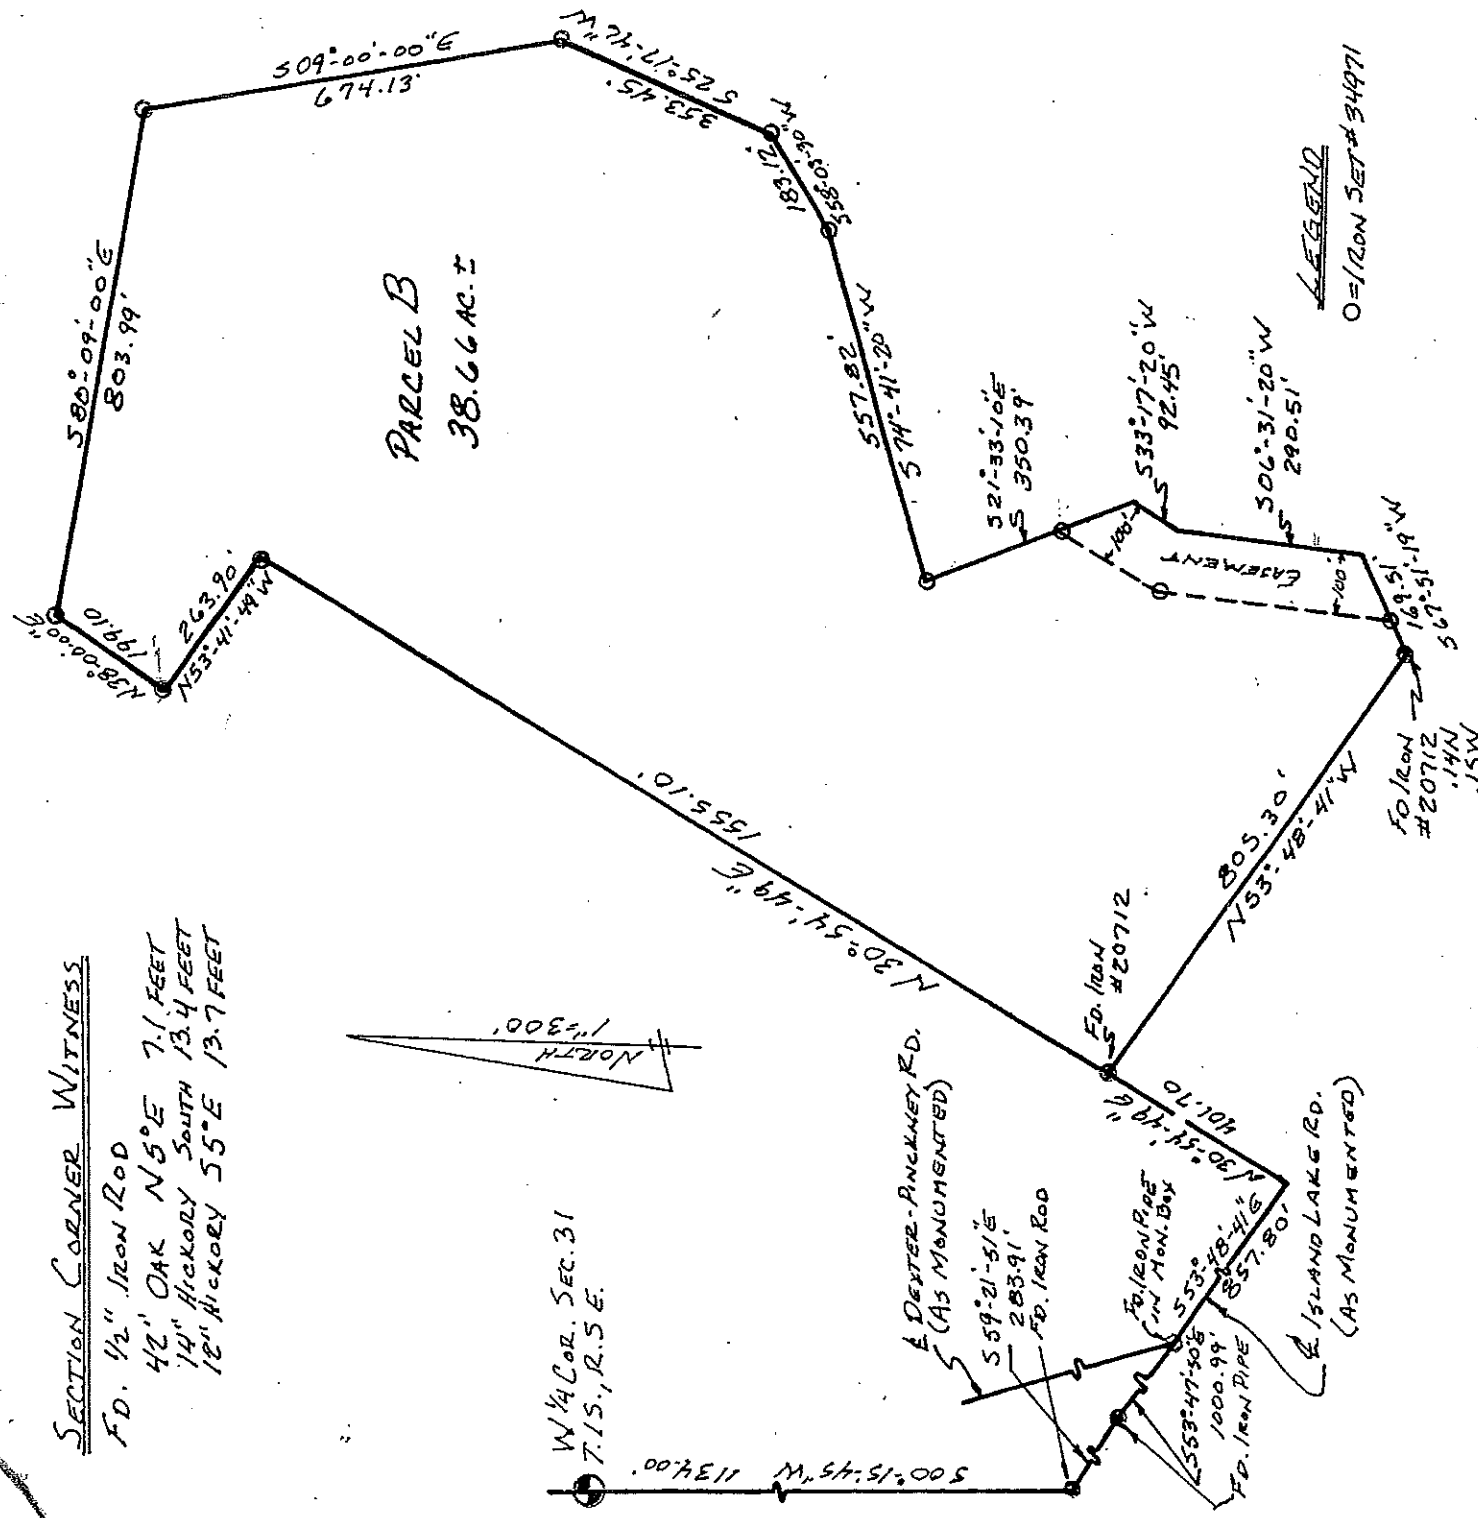 SECTION CORNER WITNESS
FD. 1/2" IRON ROD
42" OAK N5°E 7.1 FEET
14" HICKORY SOUTH 13.4 FEET
12" HICKORY S5°E 13.7 FEET
W 1/4 COR. SEC. 31
T.1S., R.5E.
S00°-15'-45"W 1134.00'
NORTH
1"=300'
℄ DEXTER-PINCKNEY RD.
(AS MONUMENTED)
S59°-21'-51"E
283.91'
FD. IRON ROD
FD. IRON PIPE
IN MON. BOX
S53°-47'-50"E
1000.99'
FD. IRON PIPE
S53°-48'-41"E
857.80'
℄ ISLAND LAKE RD.
(AS MONUMENTED)
N30°-54'-49"E
401.70
FD. IRON
#20712
N30°-54'-49"E
1555.10'
263.90'
N53°-41'-49"W
N38°-00'-00"E
199.10
S80°-09'-00"E
803.99'
S09°-00'-00"E
674.13'
S25°-17'-46"W
353.45'
183.12'
S58°-03'-30"W
557.82'
S74°-41'-20"W
PARCEL B
38.66 AC.±
S21°-33'-10"E
350.39'
S33°-17'-20"W
92.45'
S06°-31'-20"W
290.51'
100'
EASEMENT
100'
169.51'
S67°-51'-19"W
FD IRON
#20712
.14N
.15W
805.30'
N53°-48'-41"W
LEGEND
O=IRON SET #34971